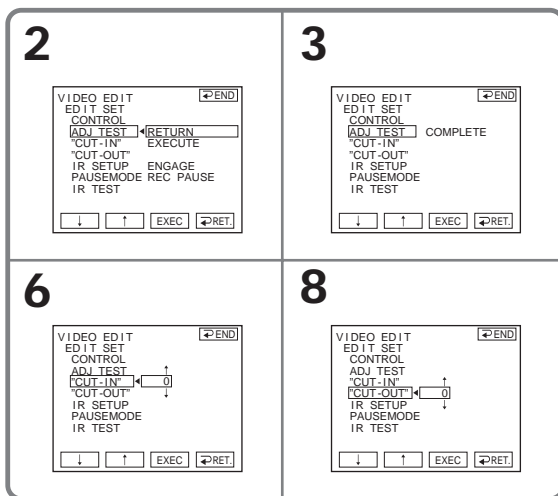 2
VIDEO EDIT ⮌END
EDIT SET
CONTROL
ADJ TEST RETURN
"CUT-IN" EXECUTE
"CUT-OUT"
IR SETUP ENGAGE
PAUSEMODE REC PAUSE
IR TEST
↓ ↑ EXEC ⮌RET.
3
VIDEO EDIT ⮌END
EDIT SET
CONTROL
ADJ TEST COMPLETE
"CUT-IN"
"CUT-OUT"
IR SETUP
PAUSEMODE
IR TEST
↓ ↑ EXEC ⮌RET.
6
VIDEO EDIT ⮌END
EDIT SET
CONTROL
ADJ TEST ↑
"CUT-IN" 0
"CUT-OUT" ↓
IR SETUP
PAUSEMODE
IR TEST
↓ ↑ EXEC ⮌RET.
8
VIDEO EDIT ⮌END
EDIT SET
CONTROL
ADJ TEST
"CUT-IN" ↑
"CUT-OUT" 0
IR SETUP ↓
PAUSEMODE
IR TEST
↓ ↑ EXEC ⮌RET.